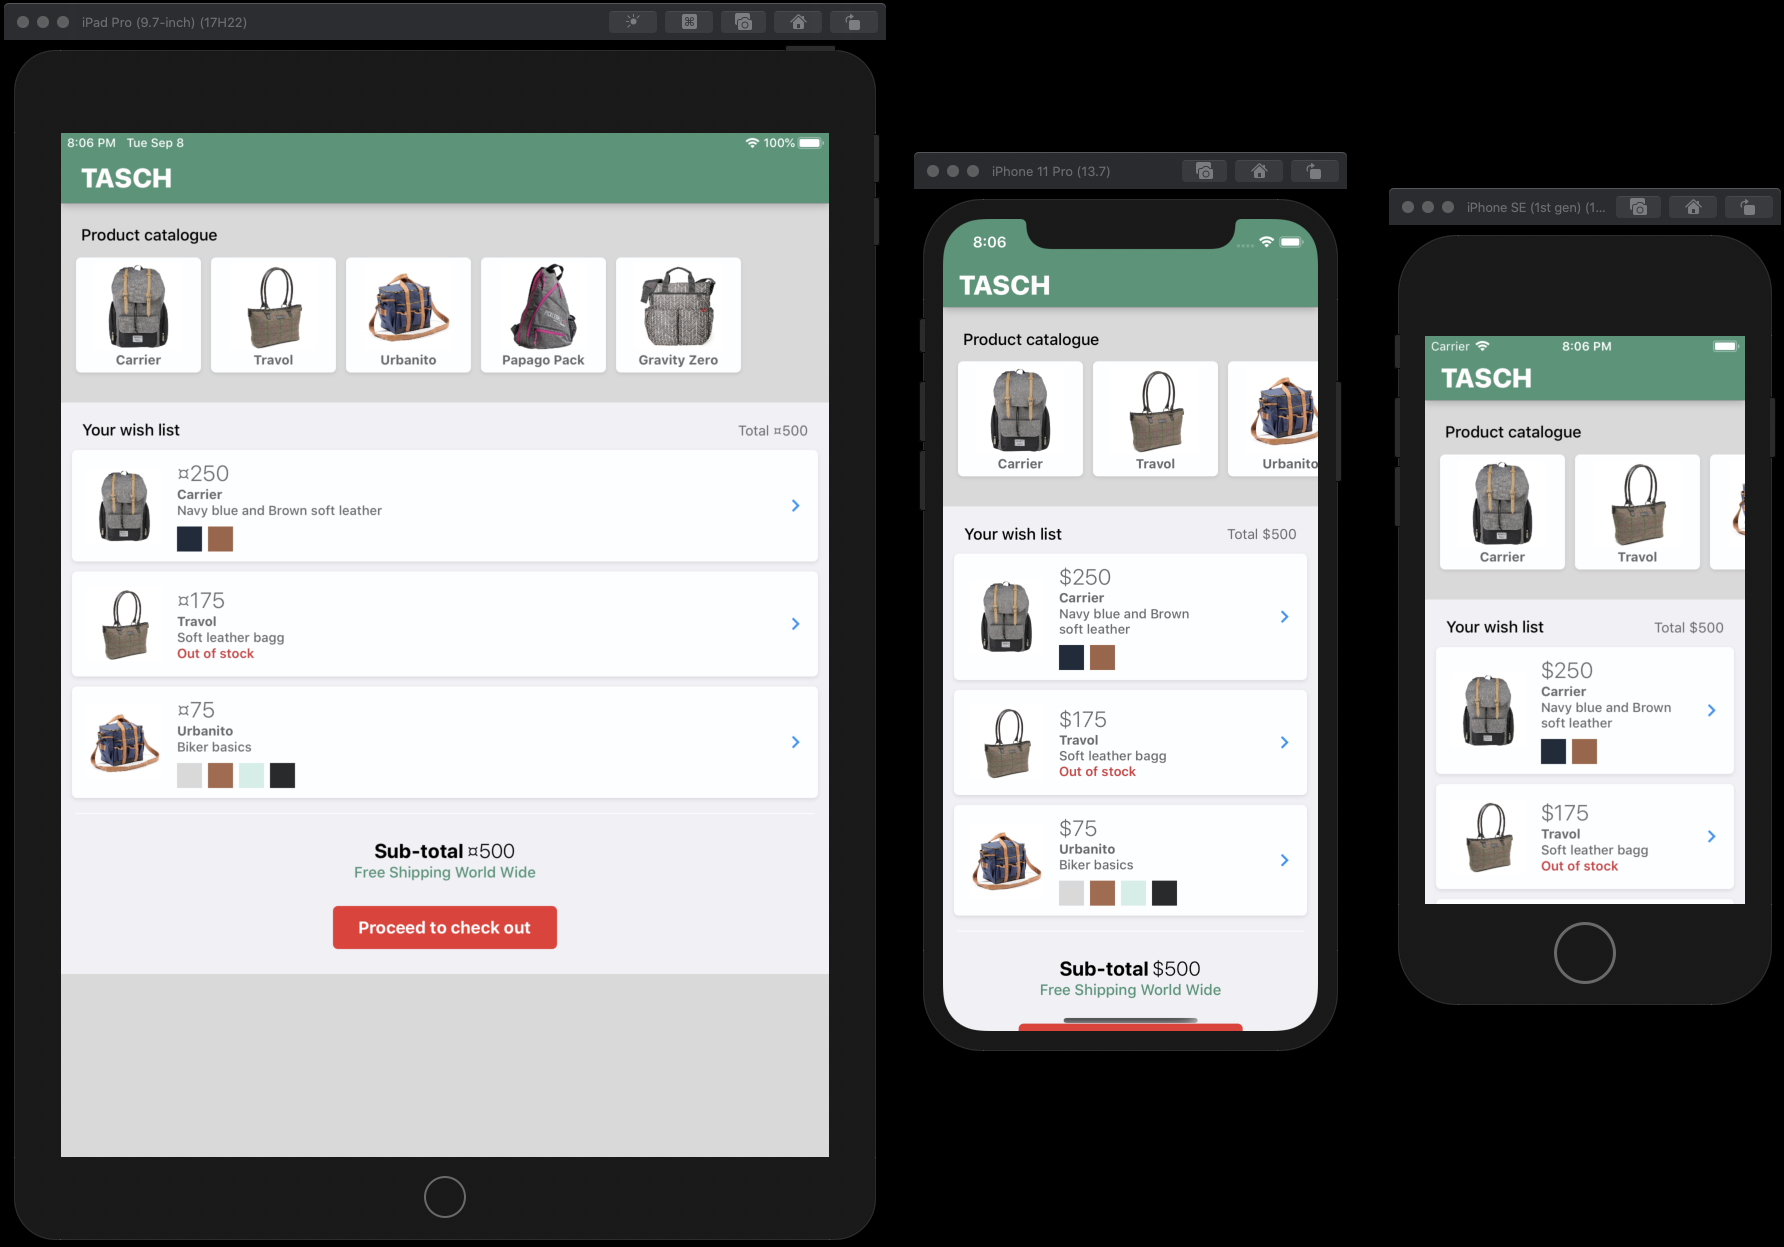 iPad Pro (9.7-inch) (17H22)
8:06 PM Tue Sep 8
100%
TASCH
Product catalogue
Carrier
Travol
Urbanito
Papago Pack
Gravity Zero
Your wish list
Total ¤500
¤250
Carrier
Navy blue and Brown soft leather
¤175
Travol
Soft leather bagg
Out of stock
¤75
Urbanito
Biker basics
Sub-total ¤500
Free Shipping World Wide
Proceed to check out
iPhone 11 Pro (13.7)
8:06
TASCH
Product catalogue
Carrier
Travol
Urbanito
Your wish list
Total $500
$250
Carrier
Navy blue and Brown
soft leather
$175
Travol
Soft leather bagg
Out of stock
$75
Urbanito
Biker basics
Sub-total $500
Free Shipping World Wide
iPhone SE (1st gen) (1...
Carrier
8:06 PM
TASCH
Product catalogue
Carrier
Travol
Your wish list
Total $500
$250
Carrier
Navy blue and Brown
soft leather
$175
Travol
Soft leather bagg
Out of stock